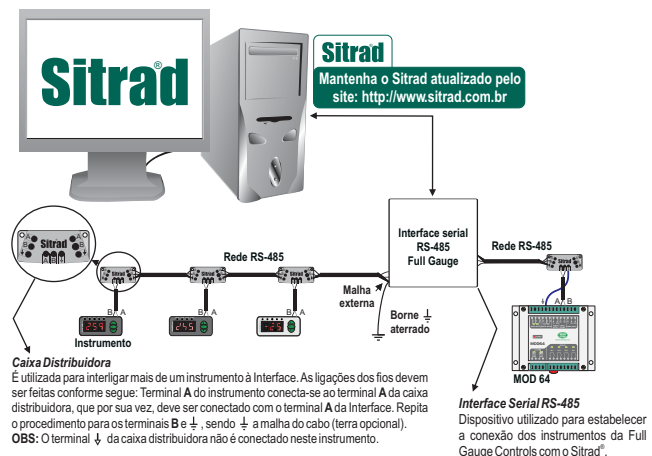 Sitrad®
Sitrad
Mantenha o Sitrad atualizado pelo
site: http://www.sitrad.com.br
Interface serial
RS-485
Full Gauge
Rede RS-485
Rede RS-485
A
B
Sitrad
A
B
A B
Sitrad
Sitrad
Sitrad
Sitrad
Malha
externa
Borne
aterrado
B A
B A
B A
A B
Instrumento
MOD 64
Caixa Distribuidora
É utilizada para interligar mais de um instrumento à Interface. As ligações dos fios devem
ser feitas conforme segue: Terminal A do instrumento conecta-se ao terminal A da caixa
distribuidora, que por sua vez, deve ser conectado com o terminal A da Interface. Repita
o procedimento para os terminais B e ⏚, sendo ⏚ a malha do cabo (terra opcional).
OBS: O terminal ⏚ da caixa distribuidora não é conectado neste instrumento.
Interface Serial RS-485
Dispositivo utilizado para estabelecer
a conexão dos instrumentos da Full
Gauge Controls com o Sitrad®.